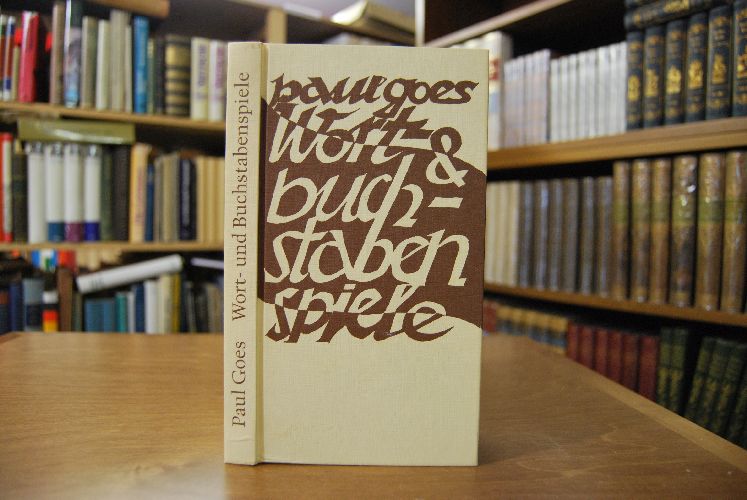 Paul Goes Wort- und Buchstabenspiele
paul goes
Wort-
&
buch-
staben
spiele